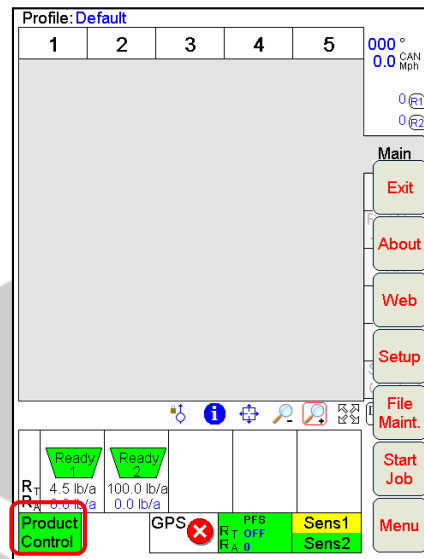 Profile: Default
1 2 3 4 5
000 °
0.0 CAN Mph
0 R1
0 R2
Main
Exit
About
Web
Setup
File Maint.
Start Job
Menu
Ready 1 Ready 2
RT 4.5 lb/a 100.0 lb/a
RA 0.0 lb/a 0.0 lb/a
Product Control
GPS
PFS
RT OFF
RA 0
Sens1
Sens2